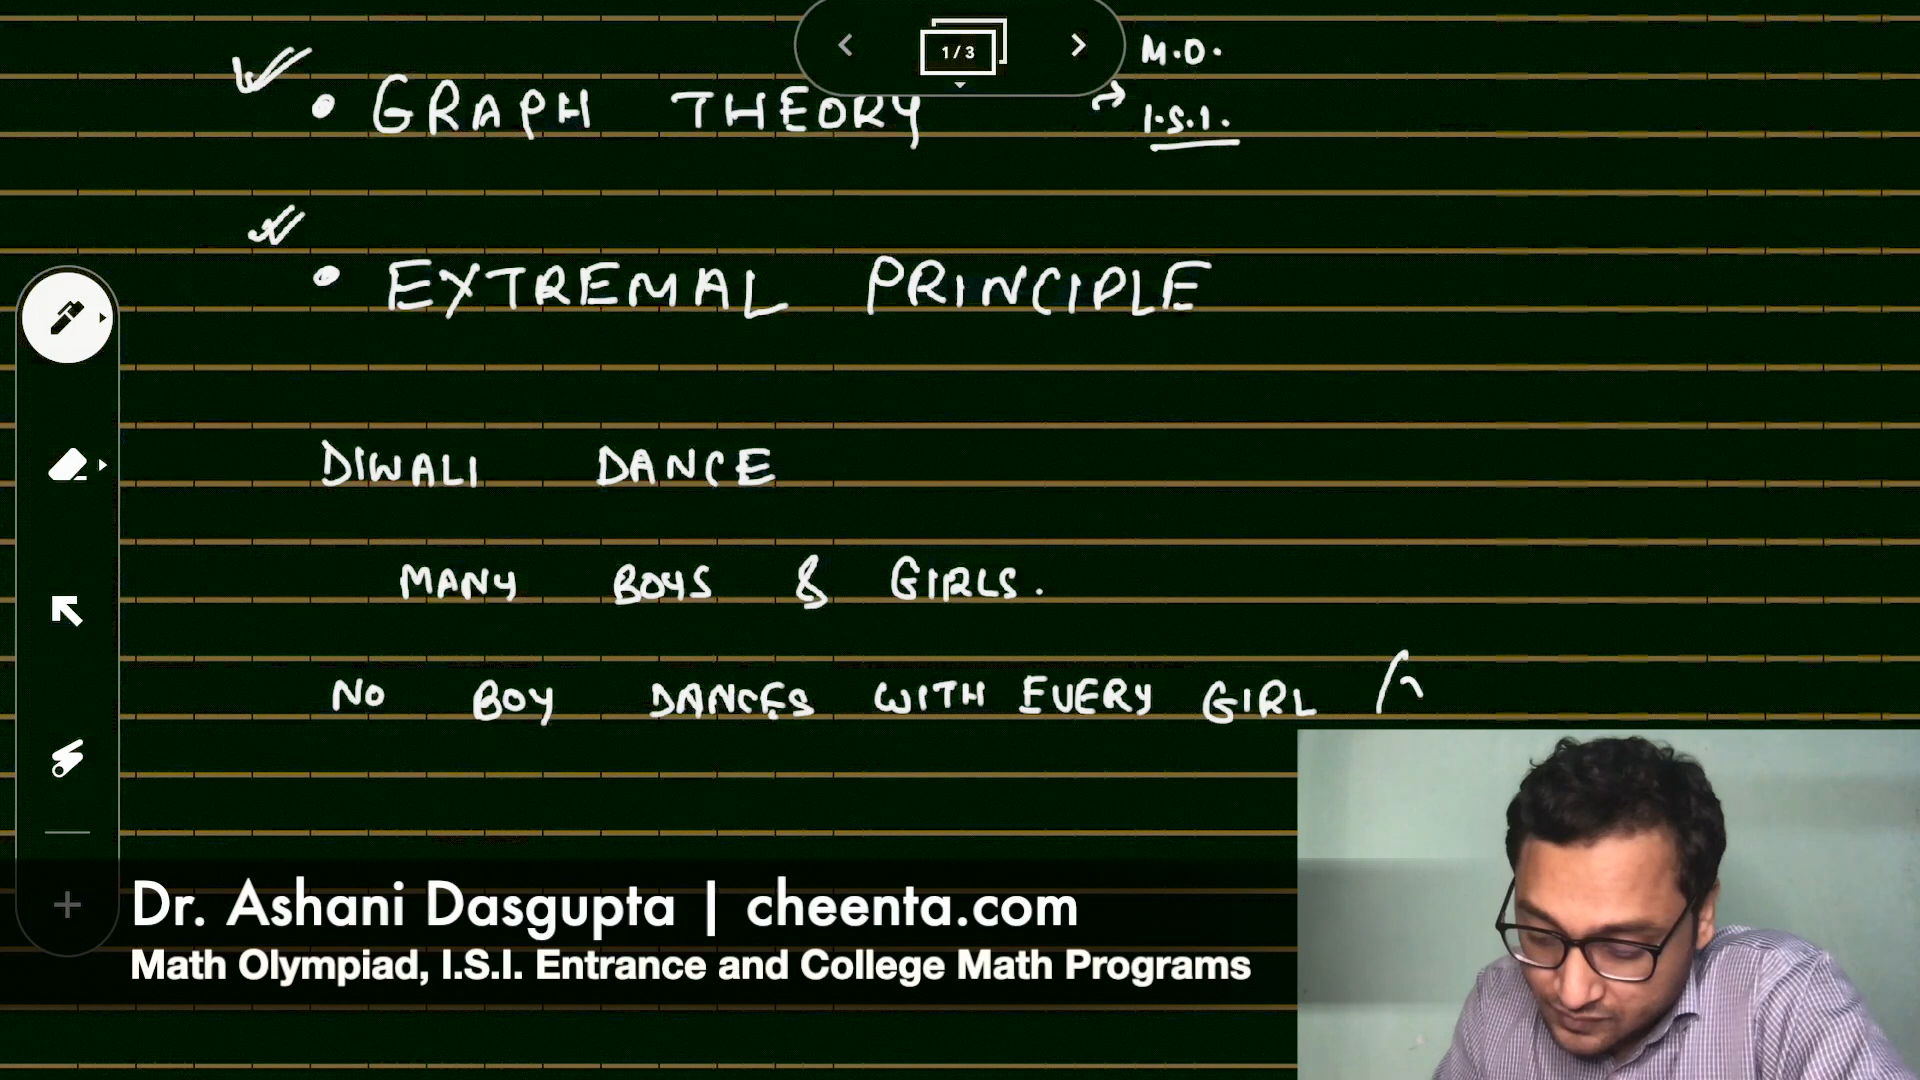 1/3
M.O.
• GRAPH THEORY → I.S.I.
• EXTREMAL PRINCIPLE
DIWALI DANCE
MANY BOYS & GIRLS.
NO BOY DANCES WITH EVERY GIRL
Dr. Ashani Dasgupta | cheenta.com
Math Olympiad, I.S.I. Entrance and College Math Programs